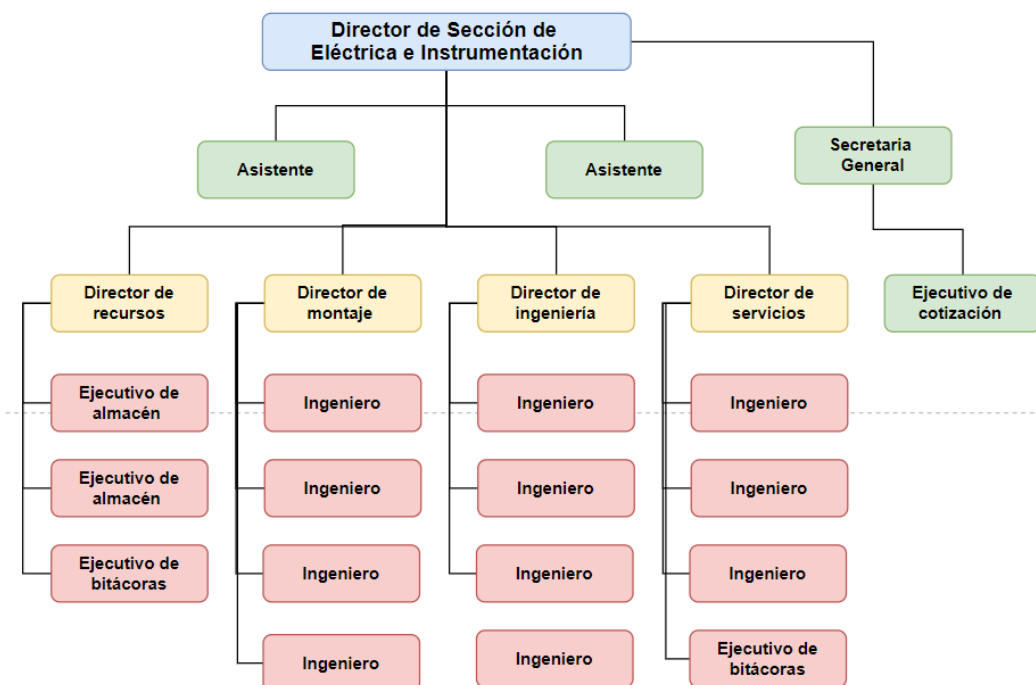 Director de Sección de
Eléctrica e Instrumentación
Asistente
Asistente
Secretaria
General
Director de
recursos
Director de
montaje
Director de
ingeniería
Director de
servicios
Ejecutivo de
cotización
Ejecutivo de
almacén
Ingeniero
Ingeniero
Ingeniero
Ejecutivo de
almacén
Ingeniero
Ingeniero
Ingeniero
Ejecutivo de
bitácoras
Ingeniero
Ingeniero
Ingeniero
Ingeniero
Ingeniero
Ejecutivo de
bitácoras